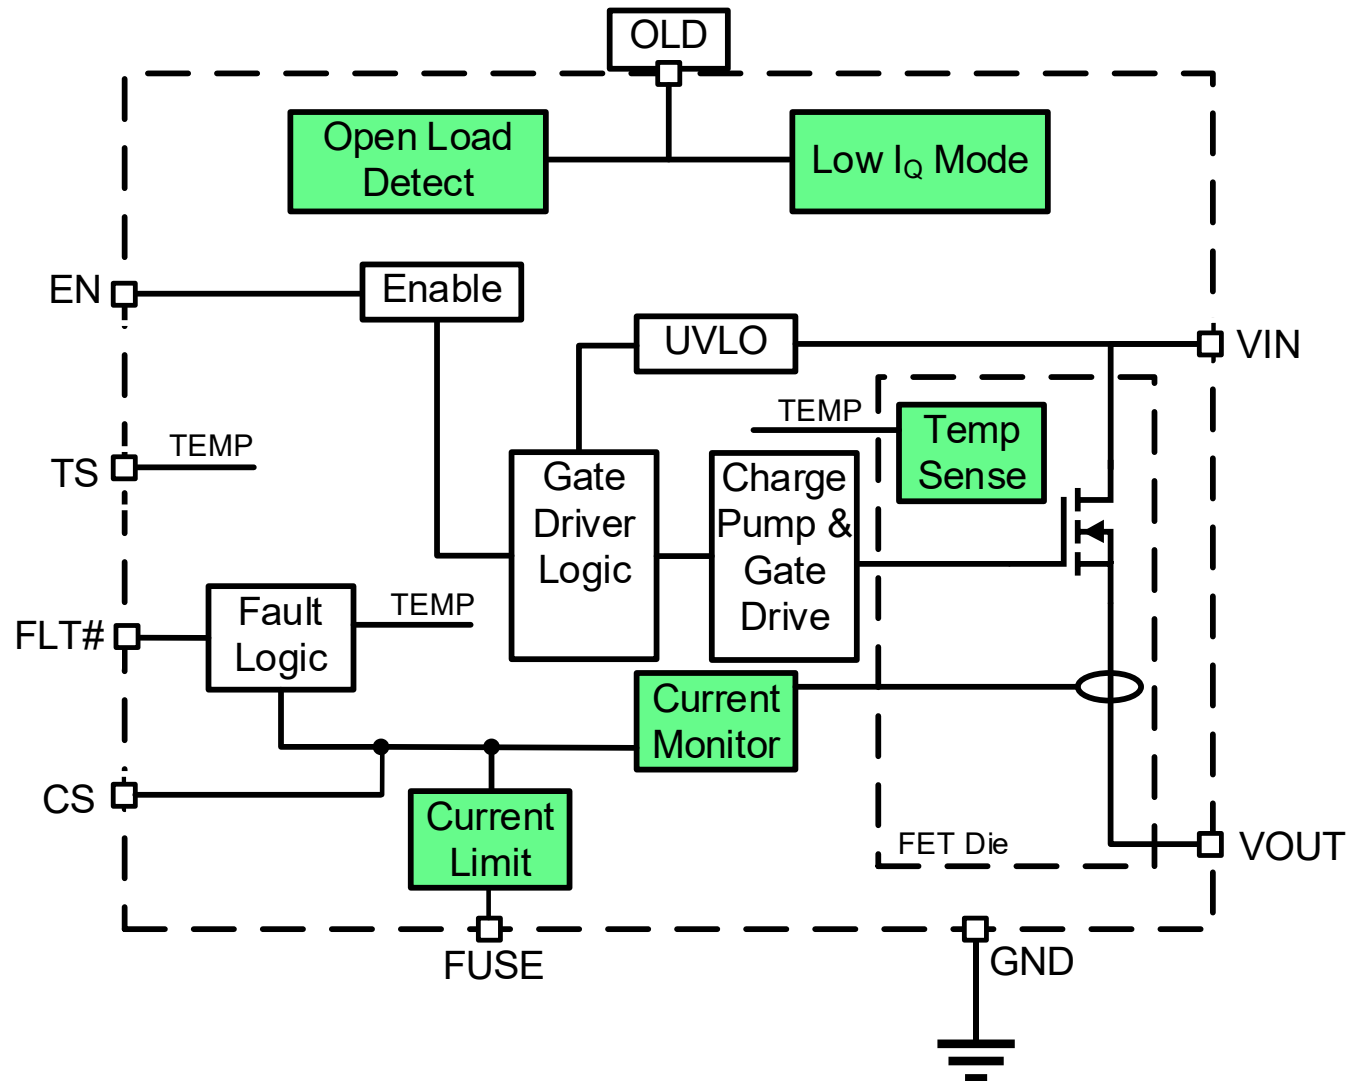 OLD
Open Load
Detect
Low IQ Mode
EN
Enable
UVLO
VIN
TEMP
Temp
Sense
TEMP
TS
Gate
Driver
Logic
Charge
Pump &
Gate
Drive
Fault
Logic
TEMP
FLT#
Current
Monitor
CS
Current
Limit
FET Die
VOUT
FUSE
GND